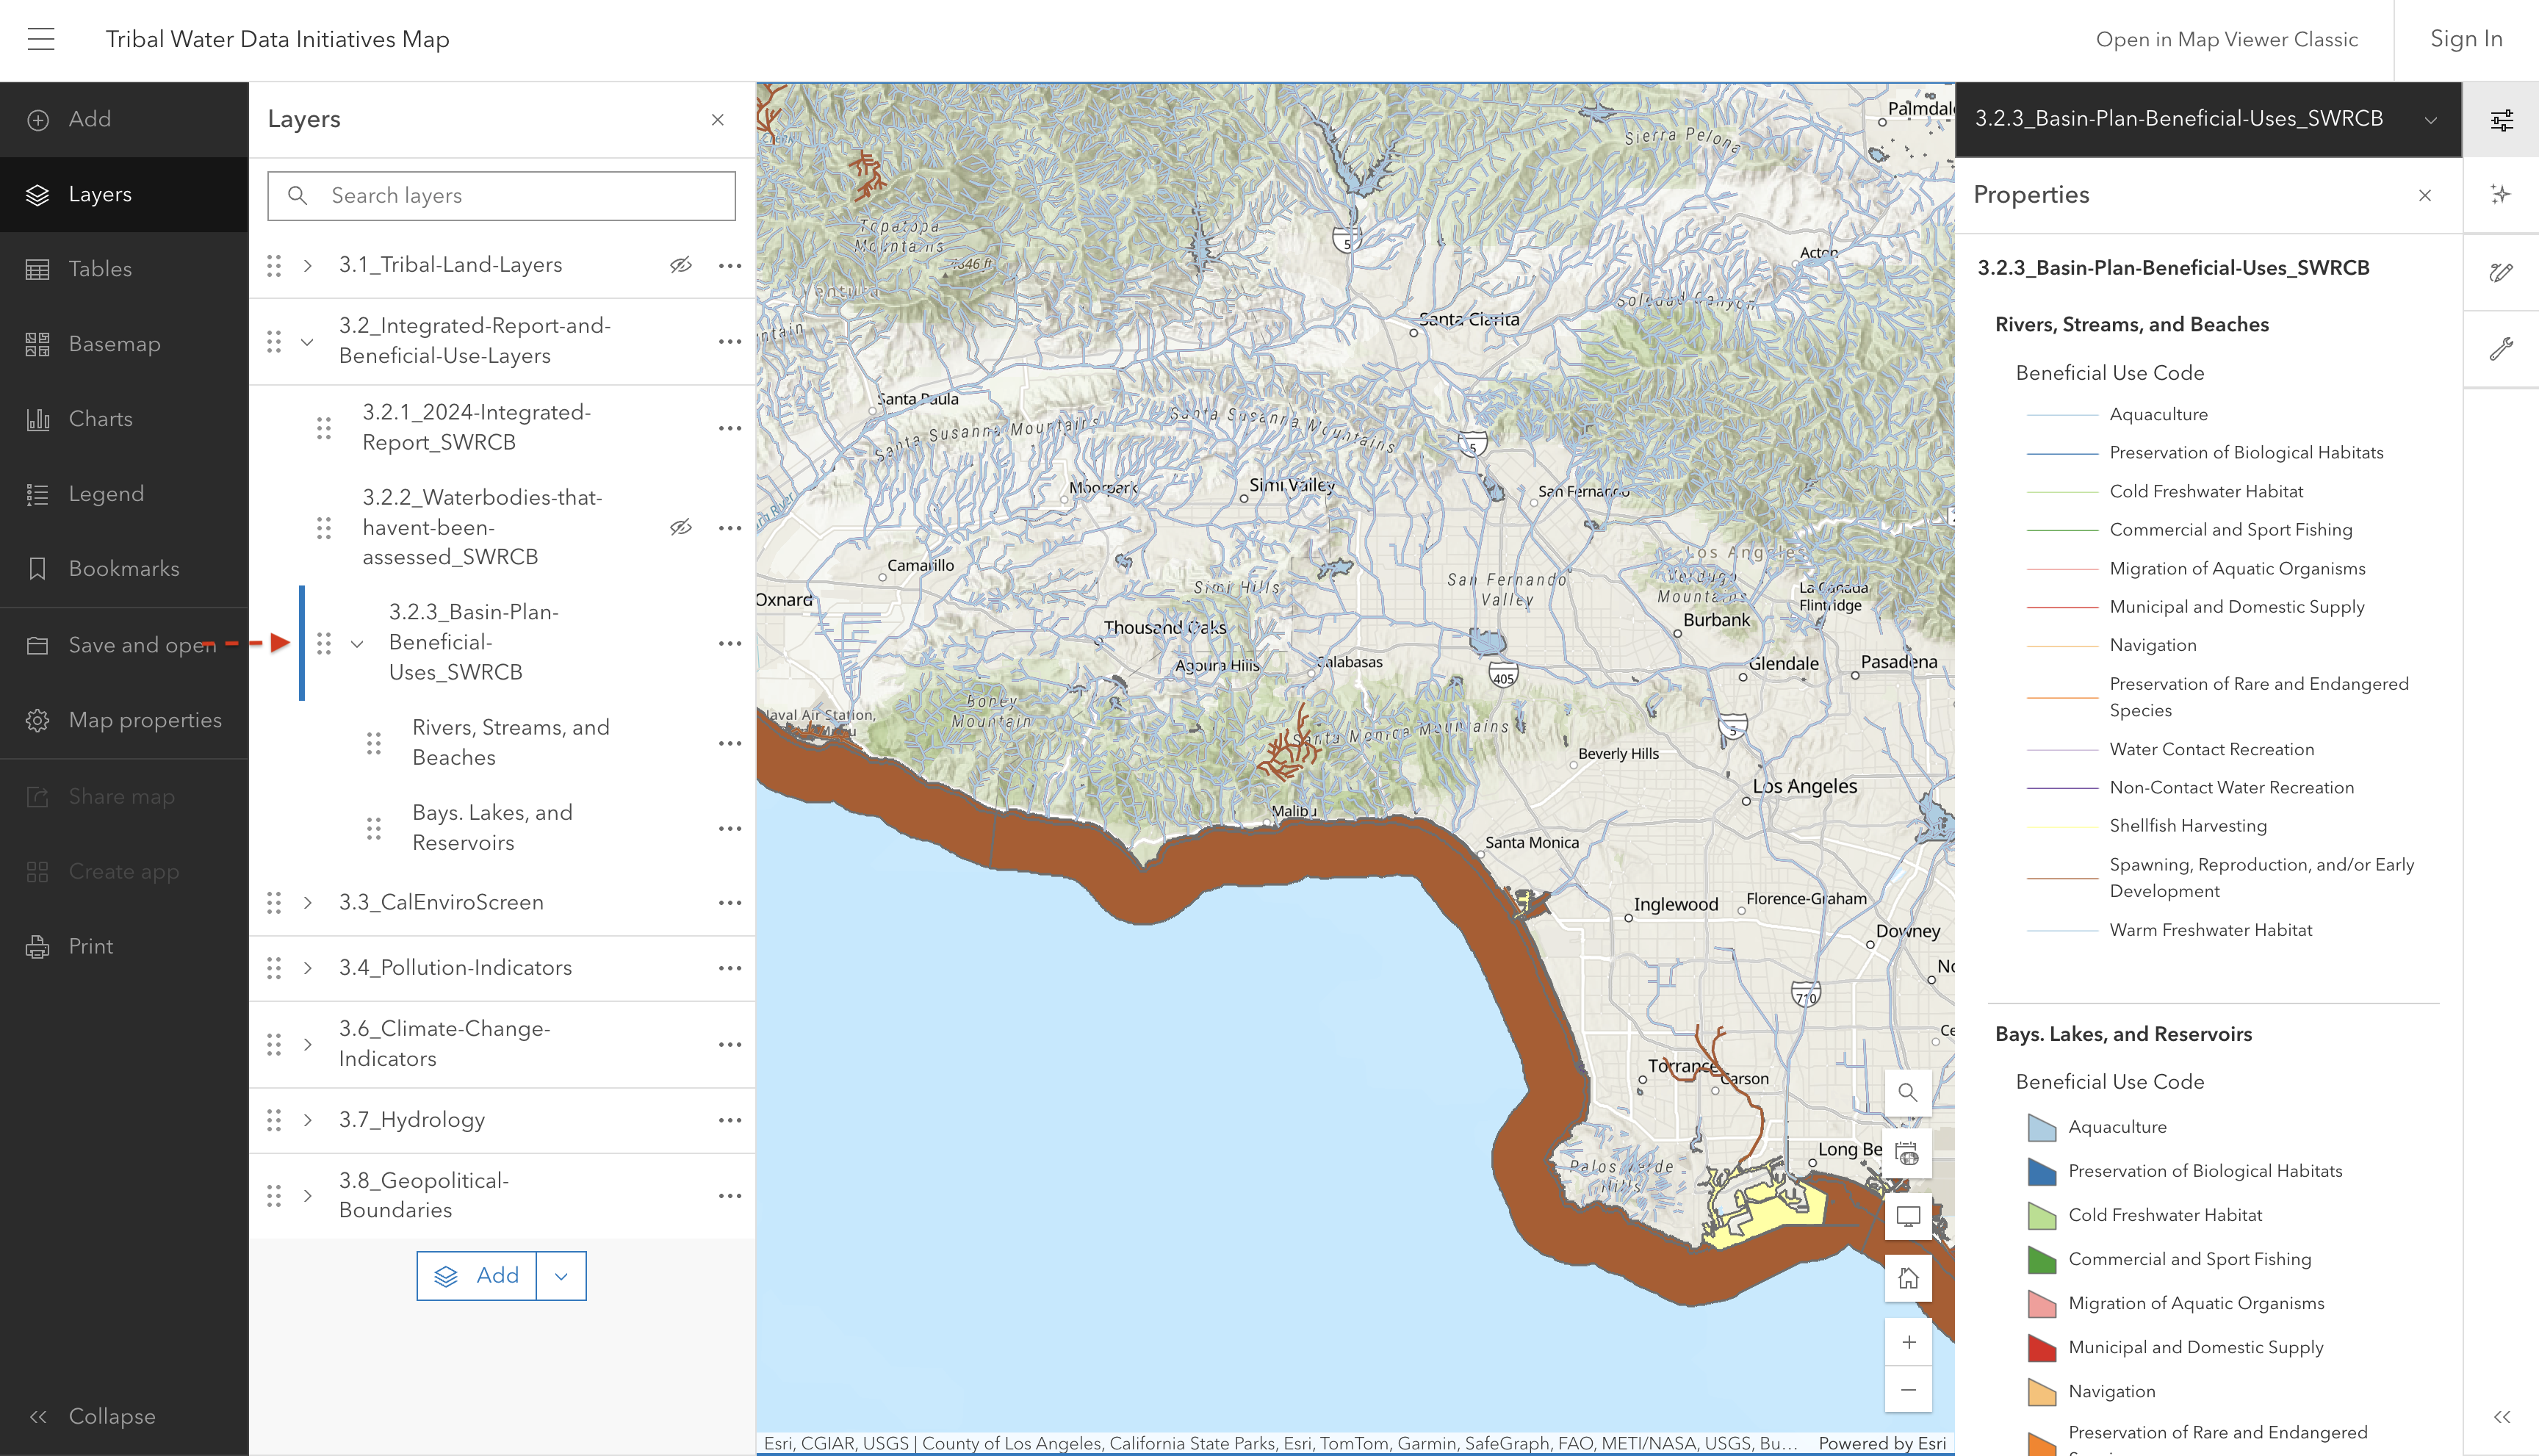 Tribal Water Data Initiatives Map
Open in Map Viewer Classic
Sign In
Add
Layers
Tables
Basemap
Charts
Legend
Bookmarks
Save and open
Map properties
Share map
Create app
Print
Collapse
Layers
Search layers
3.1_Tribal-Land-Layers
3.2_Integrated-Report-and-
Beneficial-Use-Layers
3.2.1_2024-Integrated-
Report_SWRCB
3.2.2_Waterbodies-that-
havent-been-
assessed_SWRCB
3.2.3_Basin-Plan-
Beneficial-
Uses_SWRCB
Rivers, Streams, and
Beaches
Bays. Lakes, and
Reservoirs
3.3_CalEnviroScreen
3.4_Pollution-Indicators
3.6_Climate-Change-
Indicators
3.7_Hydrology
3.8_Geopolitical-
Boundaries
Add
Sierra Pelona
Topatopa
Mountains
5
Acton
Ventura
Soledad Canyon
Santa Clarita
Santa Paula
Santa Susanna Mountains
Santa Susanna Mountains
5
Moorpark
Simi Valley
San Fernando
Los Angeles
Camarillo
Simi Hills
San Fernando
Valley
Verdugo
Mountains
La Cañada
Flintridge
Oxnard
Burbank
Thousand Oaks
Agoura Hills
Calabasas
405
Glendale
Pasadena
Boney
Mountain
Santa Monica Mountains
5
Beverly Hills
Los Angeles
Malibu
Santa Monica
Inglewood
Florence-Graham
Downey
710
Torrance
Carson
Palos Verde
Hills
Long Be
Esri, CGIAR, USGS | County of Los Angeles, California State Parks, Esri, TomTom, Garmin, SafeGraph, FAO, METI/NASA, USGS, Bu...
Powered by Esri
3.2.3_Basin-Plan-Beneficial-Uses_SWRCB
Properties
3.2.3_Basin-Plan-Beneficial-Uses_SWRCB
Rivers, Streams, and Beaches
Beneficial Use Code
Aquaculture
Preservation of Biological Habitats
Cold Freshwater Habitat
Commercial and Sport Fishing
Migration of Aquatic Organisms
Municipal and Domestic Supply
Navigation
Preservation of Rare and Endangered
Species
Water Contact Recreation
Non-Contact Water Recreation
Shellfish Harvesting
Spawning, Reproduction, and/or Early
Development
Warm Freshwater Habitat
Bays. Lakes, and Reservoirs
Beneficial Use Code
Aquaculture
Preservation of Biological Habitats
Cold Freshwater Habitat
Commercial and Sport Fishing
Migration of Aquatic Organisms
Municipal and Domestic Supply
Navigation
Preservation of Rare and Endangered